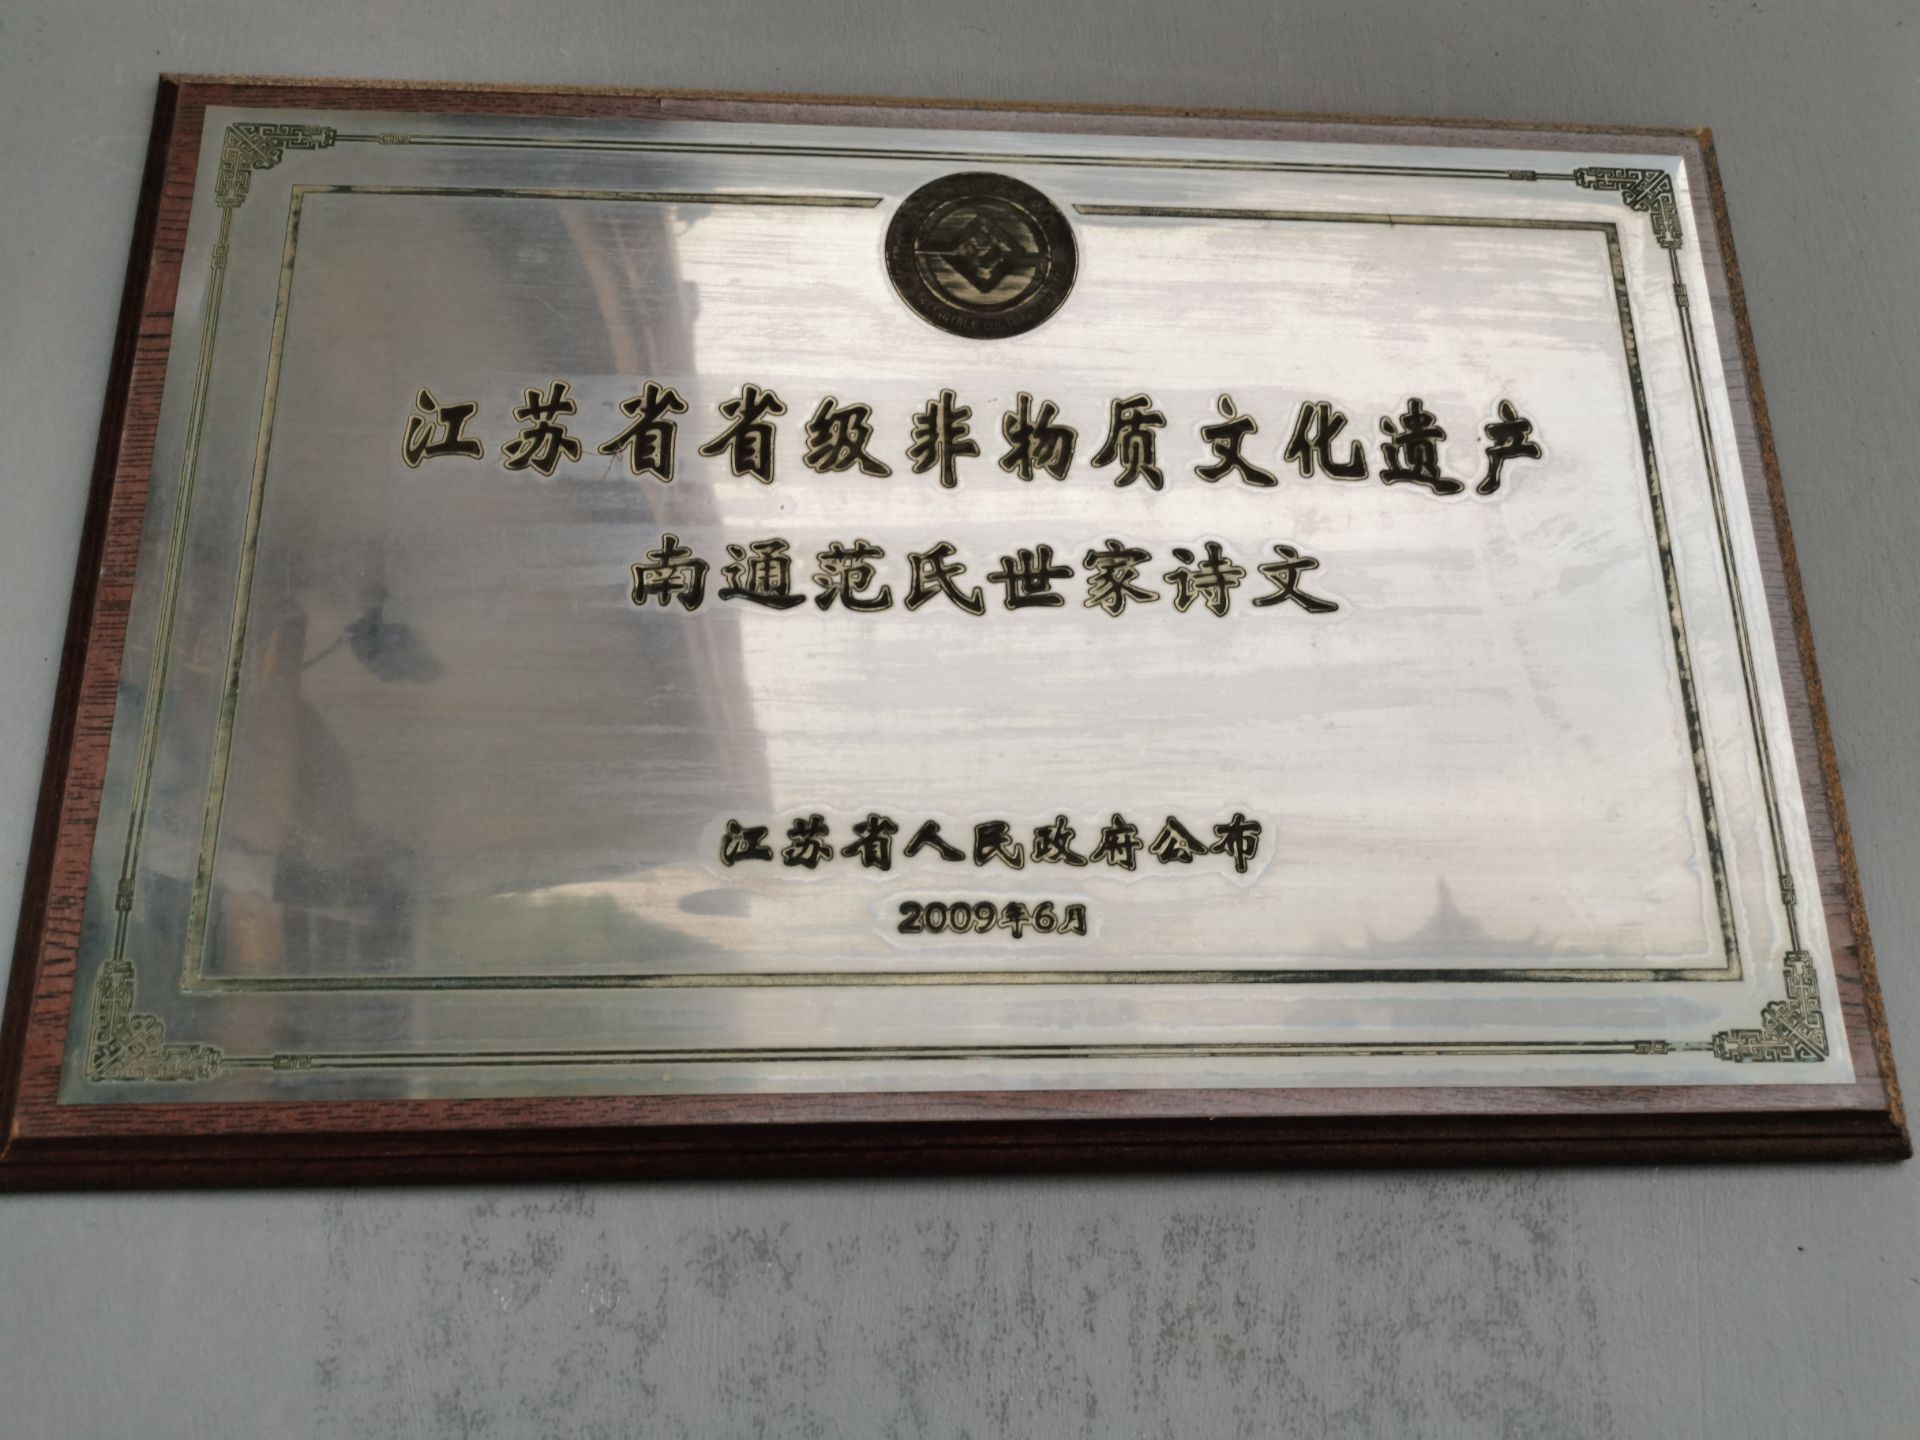 江苏省省级非物质文化遗产
南通范氏世家诗文
江苏省人民政府公布
2009年6月